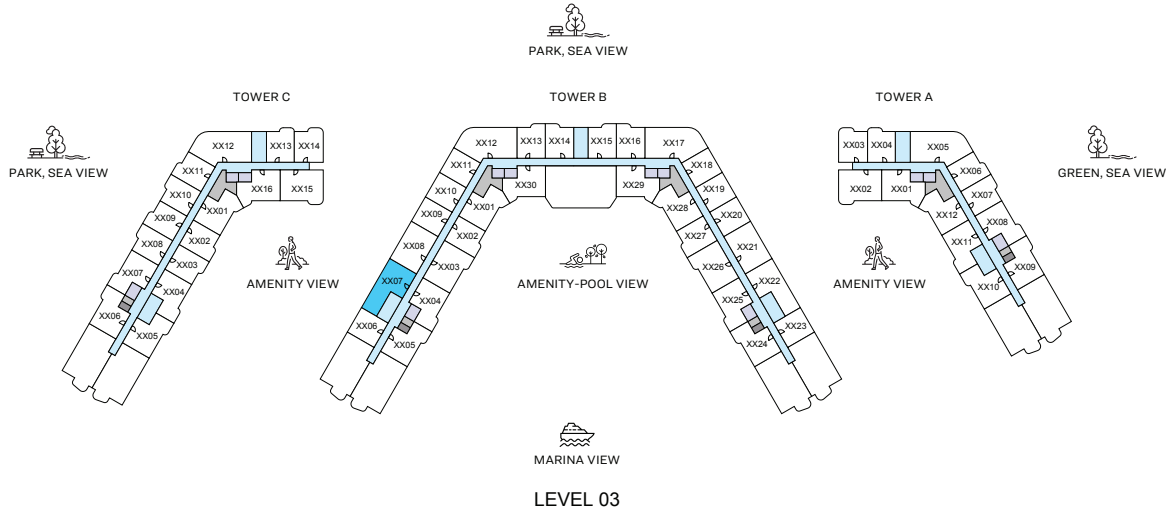 PARK, SEA VIEW
TOWER C
TOWER B
TOWER A
PARK, SEA VIEW
GREEN, SEA VIEW
XX12
XX13
XX14
XX11
XX16
XX15
XX10
XX01
XX09
XX02
XX08
XX03
XX07
XX04
XX06
XX05
XX12
XX13
XX14
XX15
XX16
XX17
XX11
XX30
XX29
XX18
XX10
XX01
XX28
XX19
XX09
XX02
XX27
XX20
XX08
XX03
XX26
XX21
XX07
XX04
XX25
XX22
XX06
XX05
XX24
XX23
XX03
XX04
XX05
XX02
XX01
XX06
XX12
XX07
XX11
XX08
XX10
XX09
AMENITY VIEW
AMENITY-POOL VIEW
AMENITY VIEW
MARINA VIEW
LEVEL 03